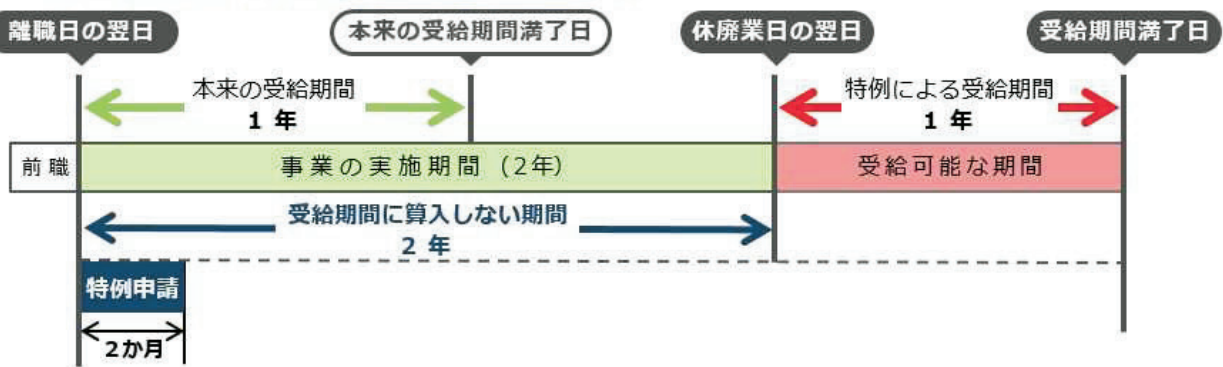 離職日の翌日
本来の受給期間満了日
休廃業日の翌日
受給期間満了日
本来の受給期間
1 年
特例による受給期間
1 年
前職
事業の実施期間 (2年)
受給可能な期間
受給期間に算入しない期間
2 年
特例申請
2か月